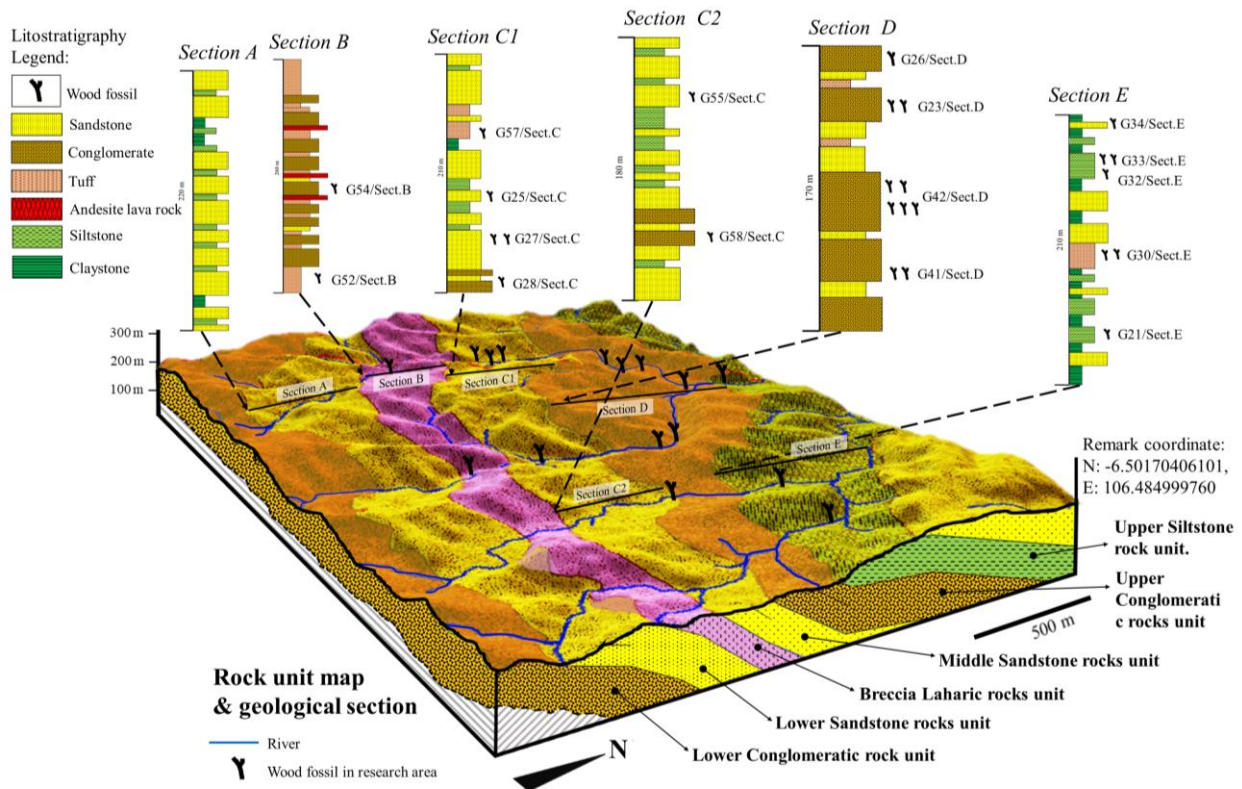 Litostratigraphy
Legend:
Wood fossil
Sandstone
Conglomerate
Tuff
Andesite lava rock
Siltstone
Claystone
Section A
220 m
Section B
G54/Sect.B
G52/Sect.B
Section C1
210 m
G57/Sect.C
G25/Sect.C
G27/Sect.C
G28/Sect.C
Section C2
180 m
G55/Sect.C
G58/Sect.C
Section D
170 m
G26/Sect.D
G23/Sect.D
G42/Sect.D
G41/Sect.D
Section E
210 m
G34/Sect.E
G33/Sect.E
G32/Sect.E
G30/Sect.E
G21/Sect.E
300 m
200 m
100 m
Section A
Section B
Section C1
Section D
Section E
Section C2
Remark coordinate:
N: -6.50170406101,
E: 106.484999760
Upper Siltstone
rock unit.
Upper
Conglomerati
c rocks unit
500 m
Middle Sandstone rocks unit
Breccia Laharic rocks unit
Lower Sandstone rocks unit
Lower Conglomeratic rock unit
Rock unit map
& geological section
River
Wood fossil in research area
N